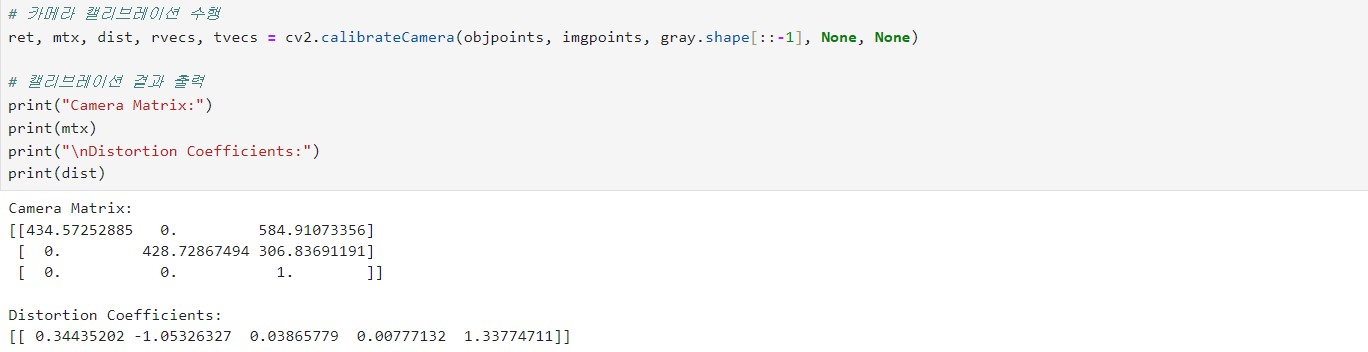 # 카메라 캘리브레이션 수행
ret, mtx, dist, rvecs, tvecs = cv2.calibrateCamera(objpoints, imgpoints, gray.shape[::-1], None, None)
# 캘리브레이션 결과 출력
print("Camera Matrix:")
print(mtx)
print("\nDistortion Coefficients:")
print(dist)
Camera Matrix:
[[434.57252885   0.         584.91073356]
 [  0.         428.72867494 306.83691191]
 [  0.           0.           1.        ]]
Distortion Coefficients:
[[ 0.34435202 -1.05326327  0.03865779  0.00777132  1.33774711]]